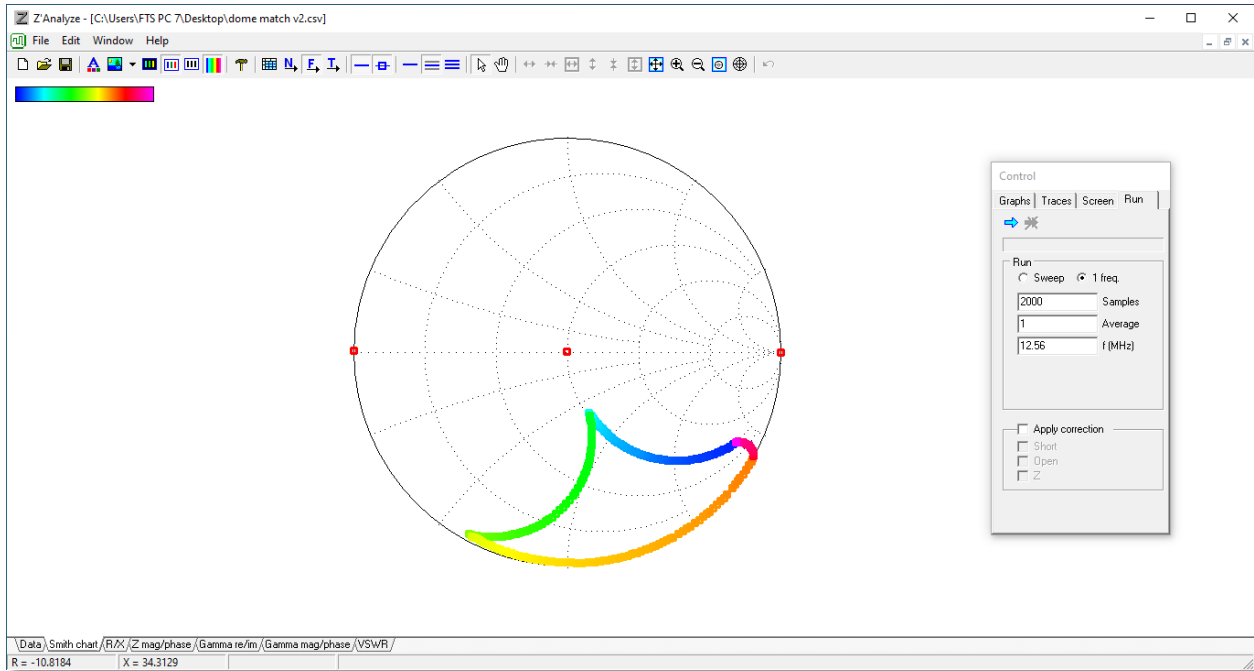 Z'Analyze - [C:\Users\FTS PC 7\Desktop\dome match v2.csv]
File Edit Window Help
N, F, T,
Control
Graphs Traces Screen Run
Run
Sweep 1 freq.
2000 Samples
1 Average
12.56 f (MHz)
Apply correction
Short
Open
Z
Data Smith chart R/X Z mag/phase Gamma re/im Gamma mag/phase VSWR
R = -10.8184 X = 34.3129